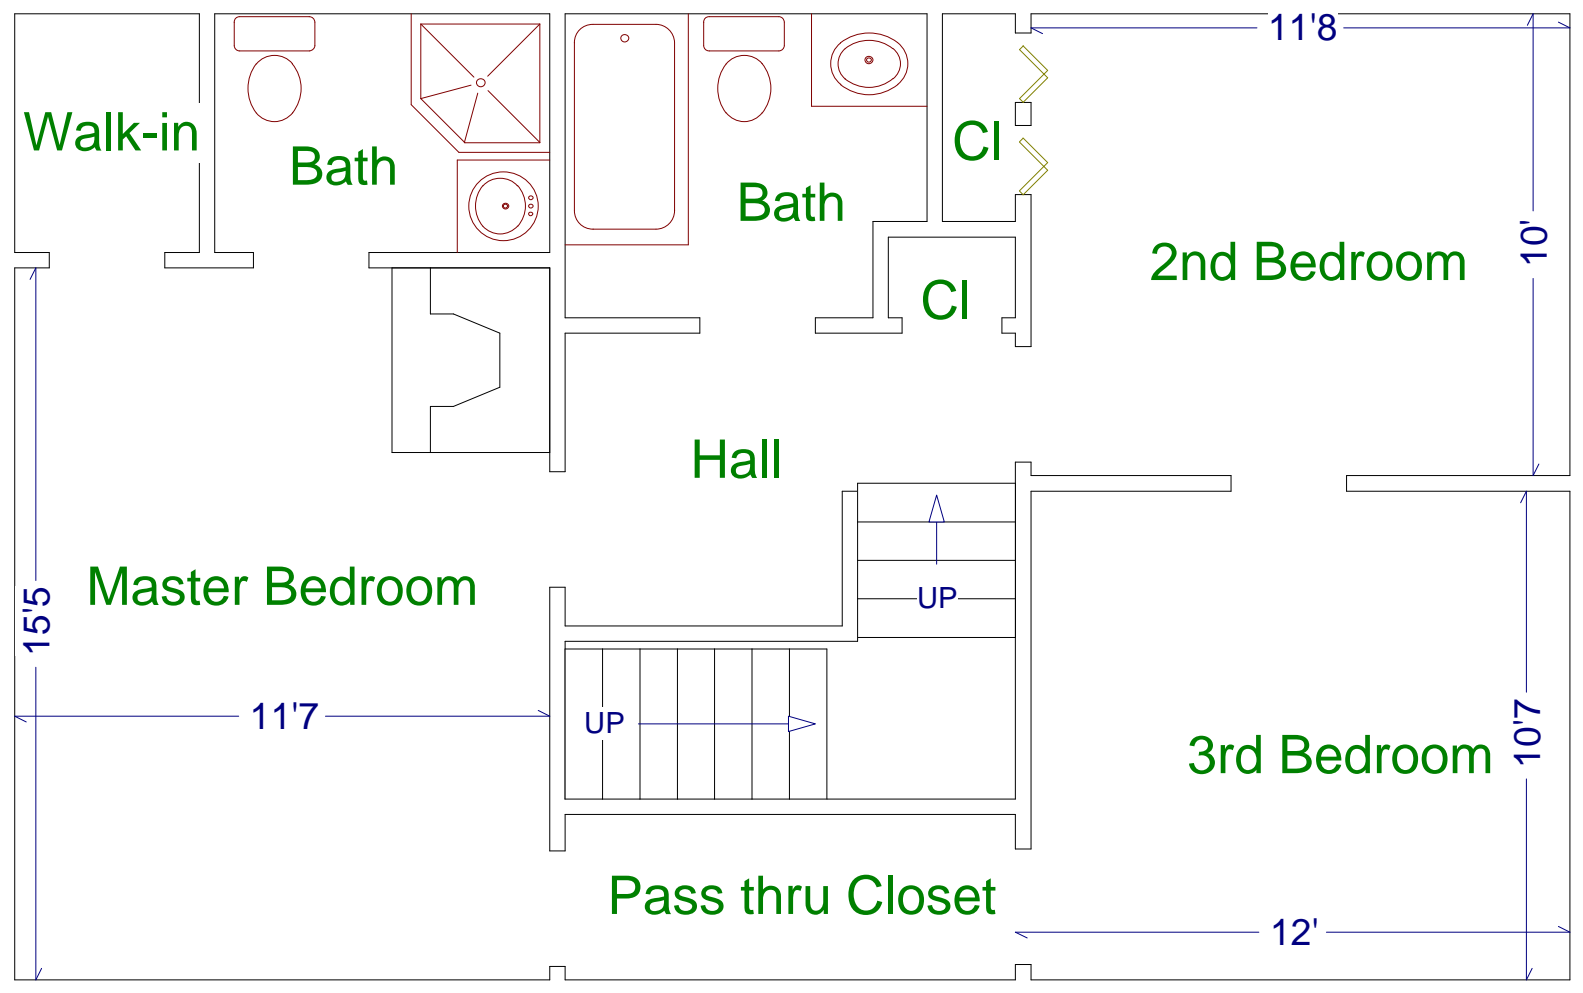 11'8
Walk-in
Bath
Cl
Bath
10'
2nd Bedroom
Cl
Hall
Master Bedroom
UP
15'5
11'7
UP
10'7
3rd Bedroom
Pass thru Closet
12'